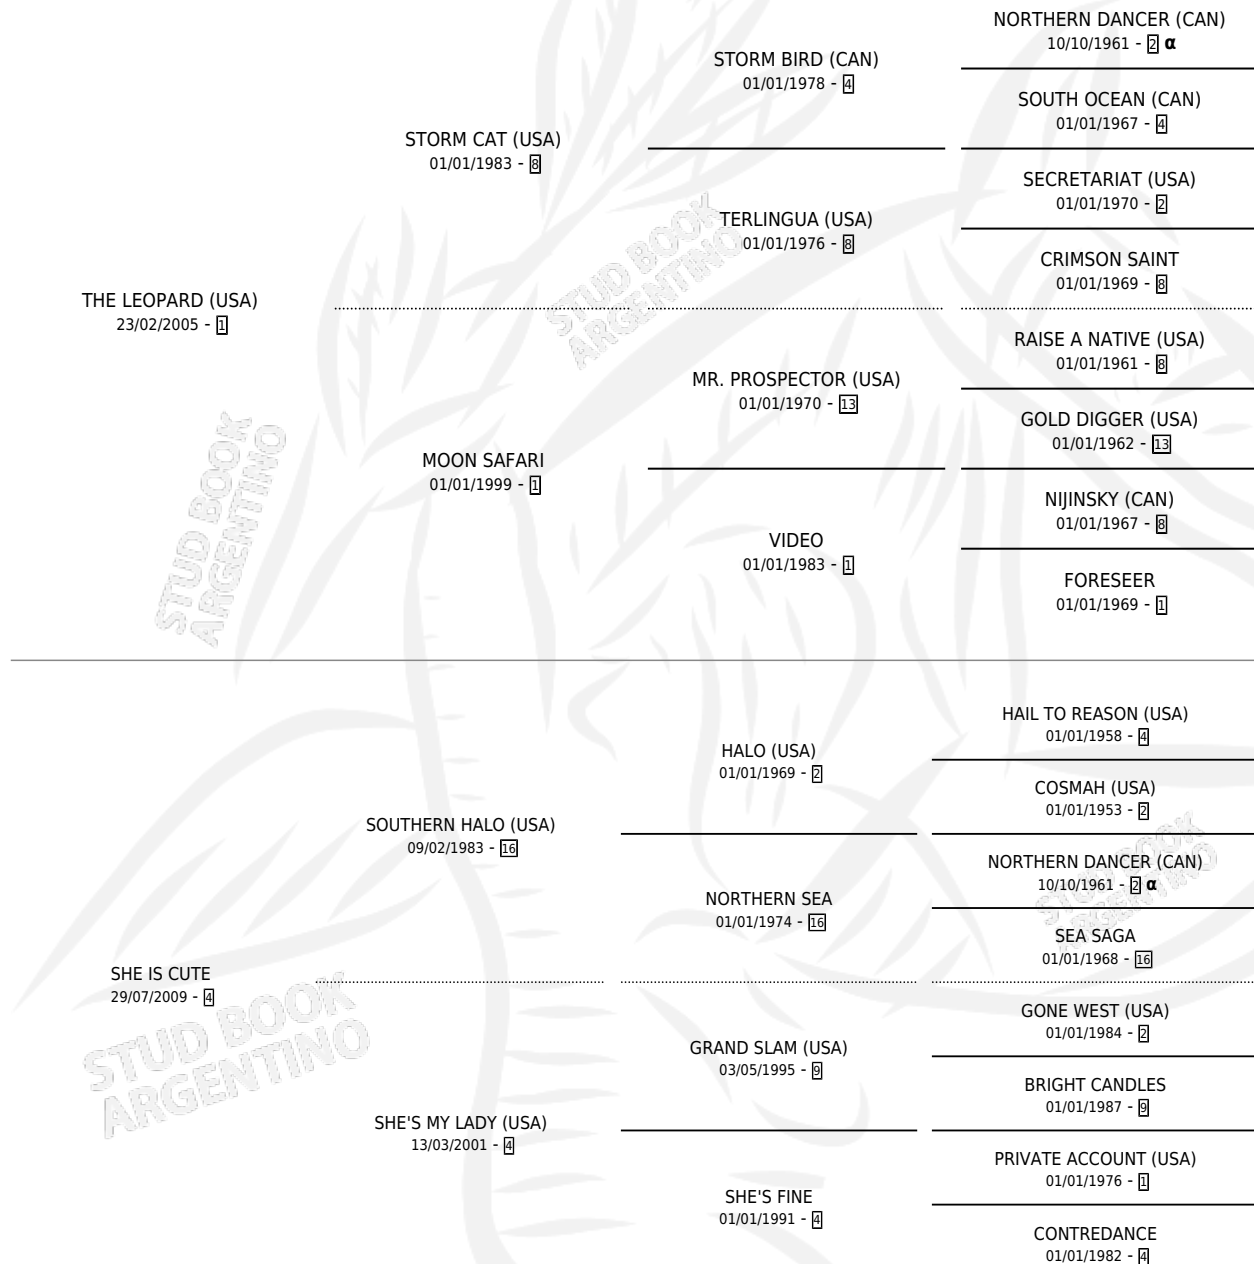 NORTHERN DANCER (CAN)
10/10/1961 - 2 α
STORM BIRD (CAN)
01/01/1978 - 4
SOUTH OCEAN (CAN)
01/01/1967 - 4
STORM CAT (USA)
01/01/1983 - 8
SECRETARIAT (USA)
01/01/1970 - 2
TERLINGUA (USA)
01/01/1976 - 8
CRIMSON SAINT
01/01/1969 - 8
THE LEOPARD (USA)
23/02/2005 - 1
RAISE A NATIVE (USA)
01/01/1961 - 8
MR. PROSPECTOR (USA)
01/01/1970 - 13
GOLD DIGGER (USA)
01/01/1962 - 13
MOON SAFARI
01/01/1999 - 1
NIJINSKY (CAN)
01/01/1967 - 8
VIDEO
01/01/1983 - 1
FORESEER
01/01/1969 - 1
HAIL TO REASON (USA)
01/01/1958 - 4
HALO (USA)
01/01/1969 - 2
COSMAH (USA)
01/01/1953 - 2
SOUTHERN HALO (USA)
09/02/1983 - 16
NORTHERN DANCER (CAN)
10/10/1961 - 2 α
NORTHERN SEA
01/01/1974 - 16
SEA SAGA
01/01/1968 - 16
SHE IS CUTE
29/07/2009 - 4
GONE WEST (USA)
01/01/1984 - 2
GRAND SLAM (USA)
03/05/1995 - 9
BRIGHT CANDLES
01/01/1987 - 9
SHE'S MY LADY (USA)
13/03/2001 - 4
PRIVATE ACCOUNT (USA)
01/01/1976 - 1
SHE'S FINE
01/01/1991 - 4
CONTREDANCE
01/01/1982 - 4
STUD BOOK
ARGENTINO
STUD BOOK
ARGENTINO
STUD BOOK
ARGENTINO
STUD BOOK
ARGENTINO